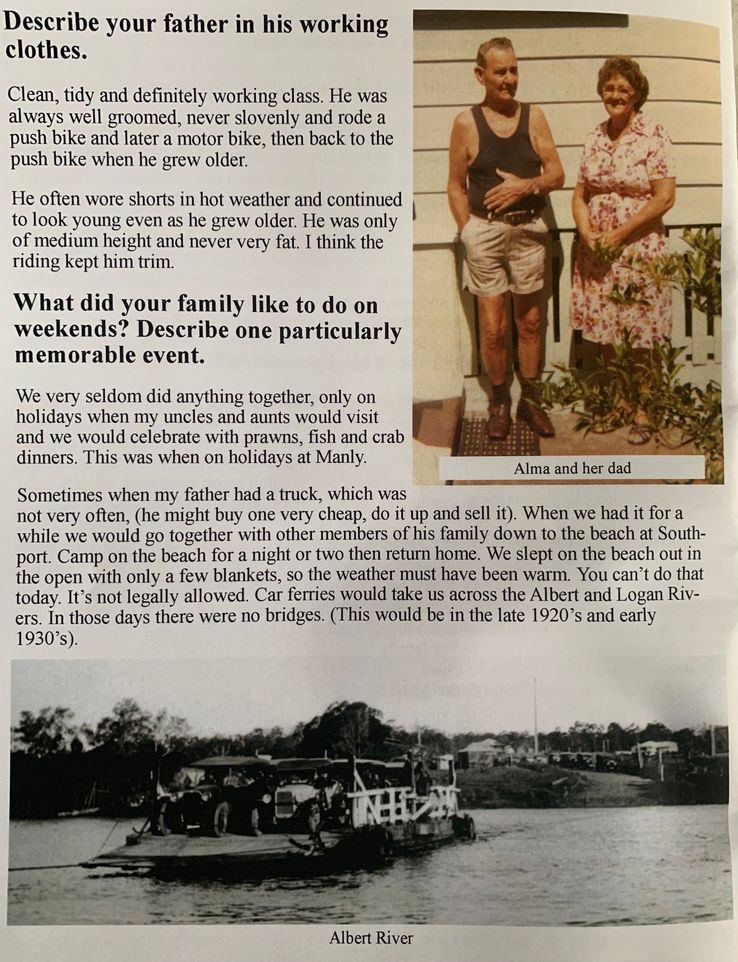 Describe your father in his working
clothes.
Clean, tidy and definitely working class. He was
always well groomed, never slovenly and rode a
push bike and later a motor bike, then back to the
push bike when he grew older.
He often wore shorts in hot weather and continued
to look young even as he grew older. He was only
of medium height and never very fat. I think the
riding kept him trim.
What did your family like to do on
weekends? Describe one particularly
memorable event.
We very seldom did anything together, only on
holidays when my uncles and aunts would visit
and we would celebrate with prawns, fish and crab
dinners. This was when on holidays at Manly.
Alma and her dad
Sometimes when my father had a truck, which was
not very often, (he might buy one very cheap, do it up and sell it). When we had it for a
while we would go together with other members of his family down to the beach at South-
port. Camp on the beach for a night or two then return home. We slept on the beach out in
the open with only a few blankets, so the weather must have been warm. You can't do that
today. It's not legally allowed. Car ferries would take us across the Albert and Logan Riv-
ers. In those days there were no bridges. (This would be in the late 1920's and early
1930's).
Albert River